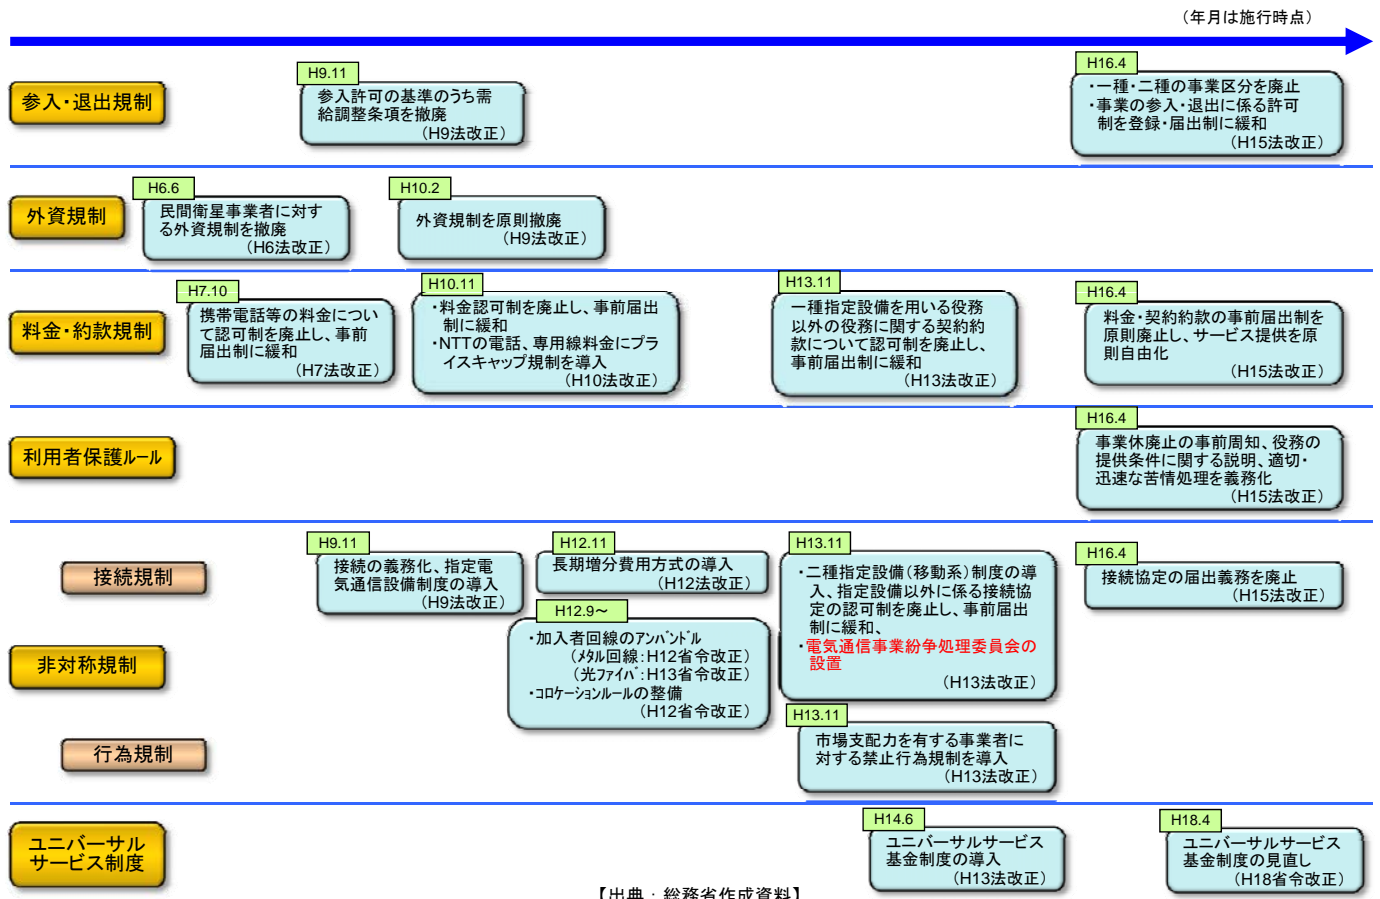 （年月は施行時点）
参入・退出規制
H9.11
参入許可の基準のうち需
給調整条項を撤廃
（H9法改正）
H16.4
・一種・二種の事業区分を廃止
・事業の参入・退出に係る許可
制を登録・届出制に緩和
（H15法改正）
外資規制
H6.6
民間衛星事業者に対す
る外資規制を撤廃
（H6法改正）
H10.2
外資規制を原則撤廃
（H9法改正）
料金・約款規制
H7.10
携帯電話等の料金につい
て認可制を廃止し、事前
届出制に緩和
（H7法改正）
H10.11
・料金認可制を廃止し、事前届出
制に緩和
・NTTの電話、専用線料金にプラ
イスキャップ規制を導入
（H10法改正）
H13.11
一種指定設備を用いる役務
以外の役務に関する契約約
款について認可制を廃止し、
事前届出制に緩和
（H13法改正）
H16.4
料金・契約約款の事前届出制を
原則廃止し、サービス提供を原
則自由化
（H15法改正）
利用者保護ルール
H16.4
事業休廃止の事前周知、役務の
提供条件に関する説明、適切・
迅速な苦情処理を義務化
（H15法改正）
接続規制
H9.11
接続の義務化、指定電
気通信設備制度の導入
（H9法改正）
H12.11
長期増分費用方式の導入
（H12法改正）
H12.9～
・加入者回線のアンバンドル
（メタル回線：H12省令改正）
（光ファイバ：H13省令改正）
・コロケーションルールの整備
（H12省令改正）
H13.11
・二種指定設備（移動系）制度の導
入、指定設備以外に係る接続協
定の認可制を廃止し、事前届出
制に緩和、
・電気通信事業紛争処理委員会の
設置
（H13法改正）
H16.4
接続協定の届出義務を廃止
（H15法改正）
非対称規制
行為規制
H13.11
市場支配力を有する事業者に
対する禁止行為規制を導入
（H13法改正）
ユニバーサル
サービス制度
H14.6
ユニバーサルサービス
基金制度の導入
（H13法改正）
H18.4
ユニバーサルサービス
基金制度の見直し
（H18省令改正）
【出典：総務省作成資料】